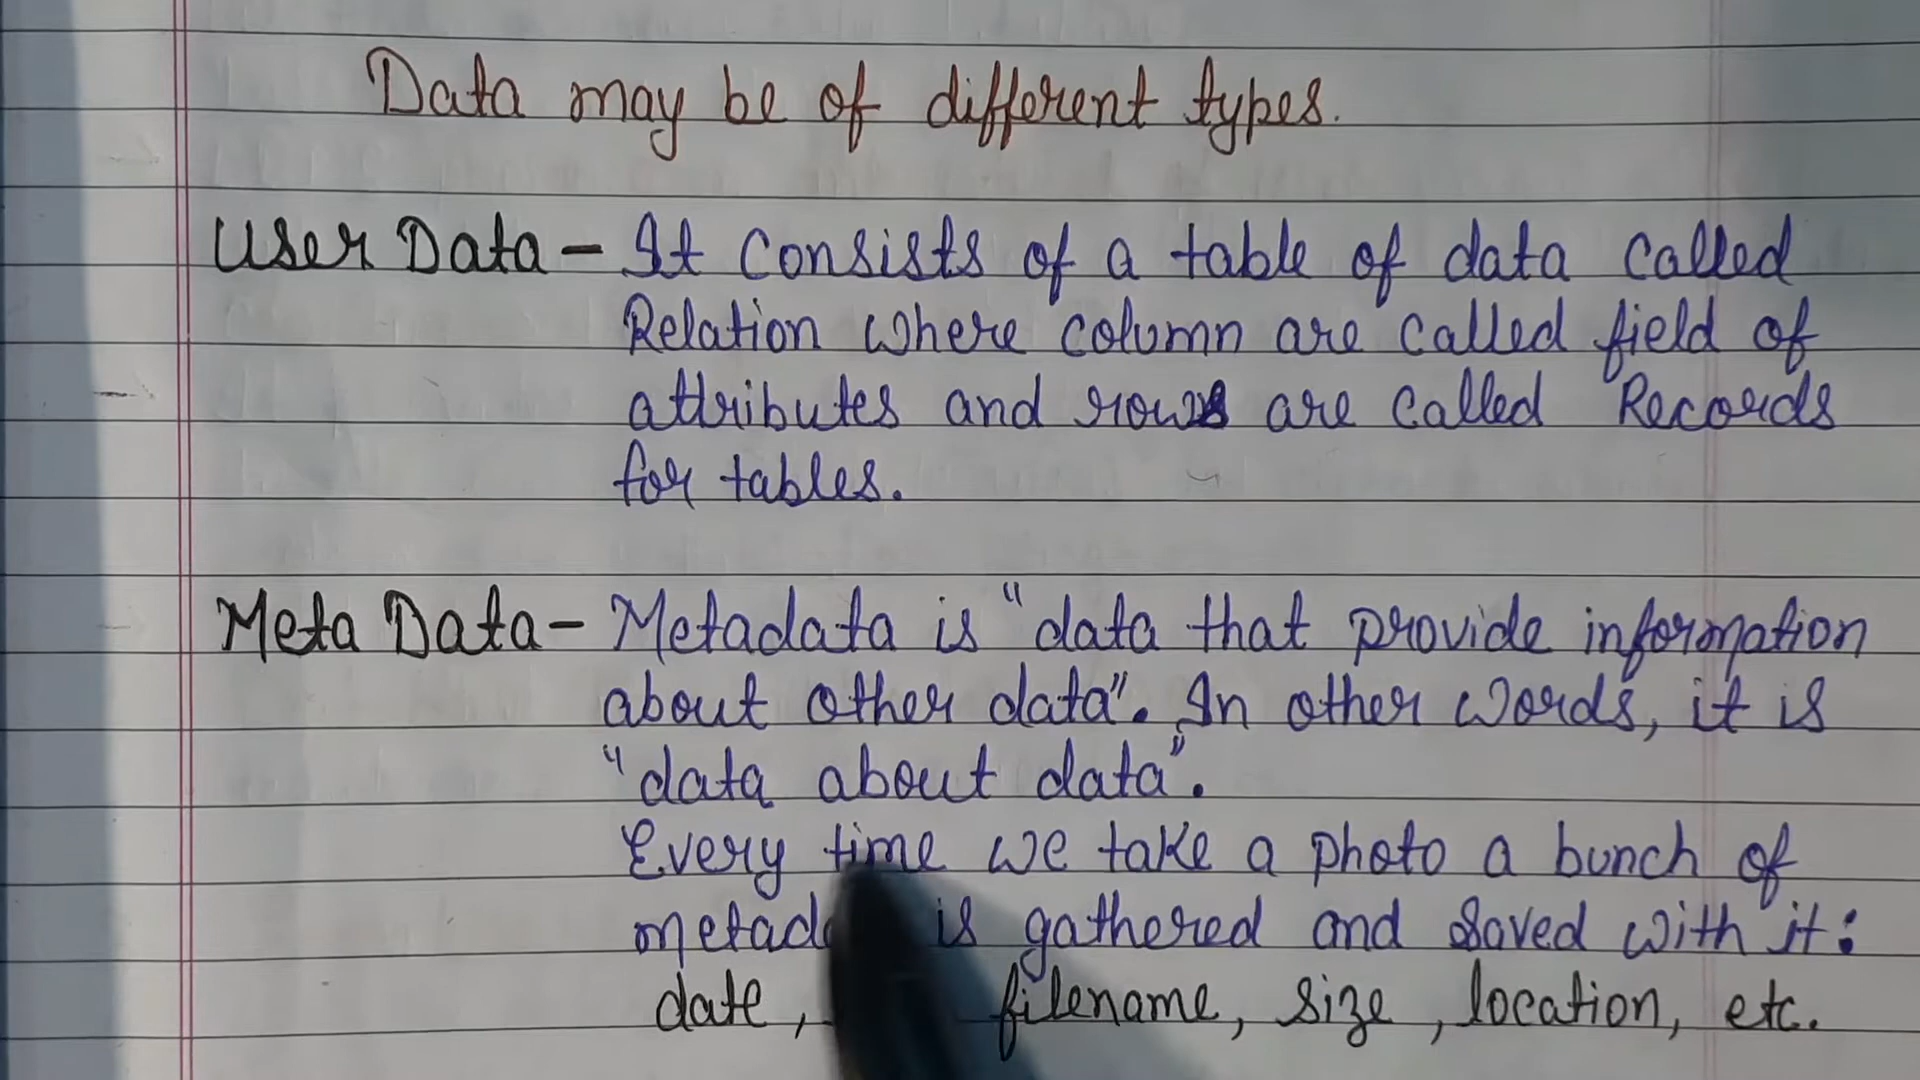 Data may be of different types.
User Data - It consists of a table of data called
Relation where column are called field of
attributes and rows are called Records
for tables.
Meta Data - Metadata is "data that provide information
about other data". In other words, it is
"data about data".
Every time we take a photo a bunch of
is gathered and saved with it:
date, filename, size, location, etc.